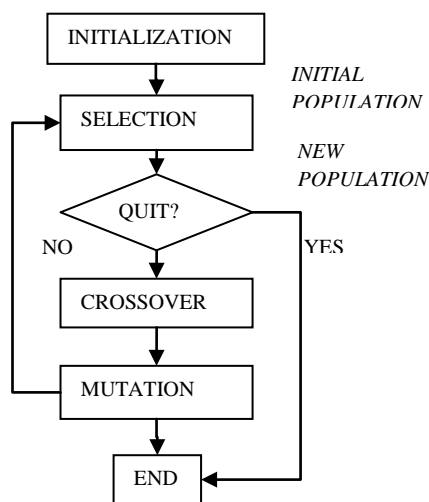 INITIALIZATION
INITIAL
POPULATION
SELECTION
NEW
POPULATION
QUIT?
NO
YES
CROSSOVER
MUTATION
END